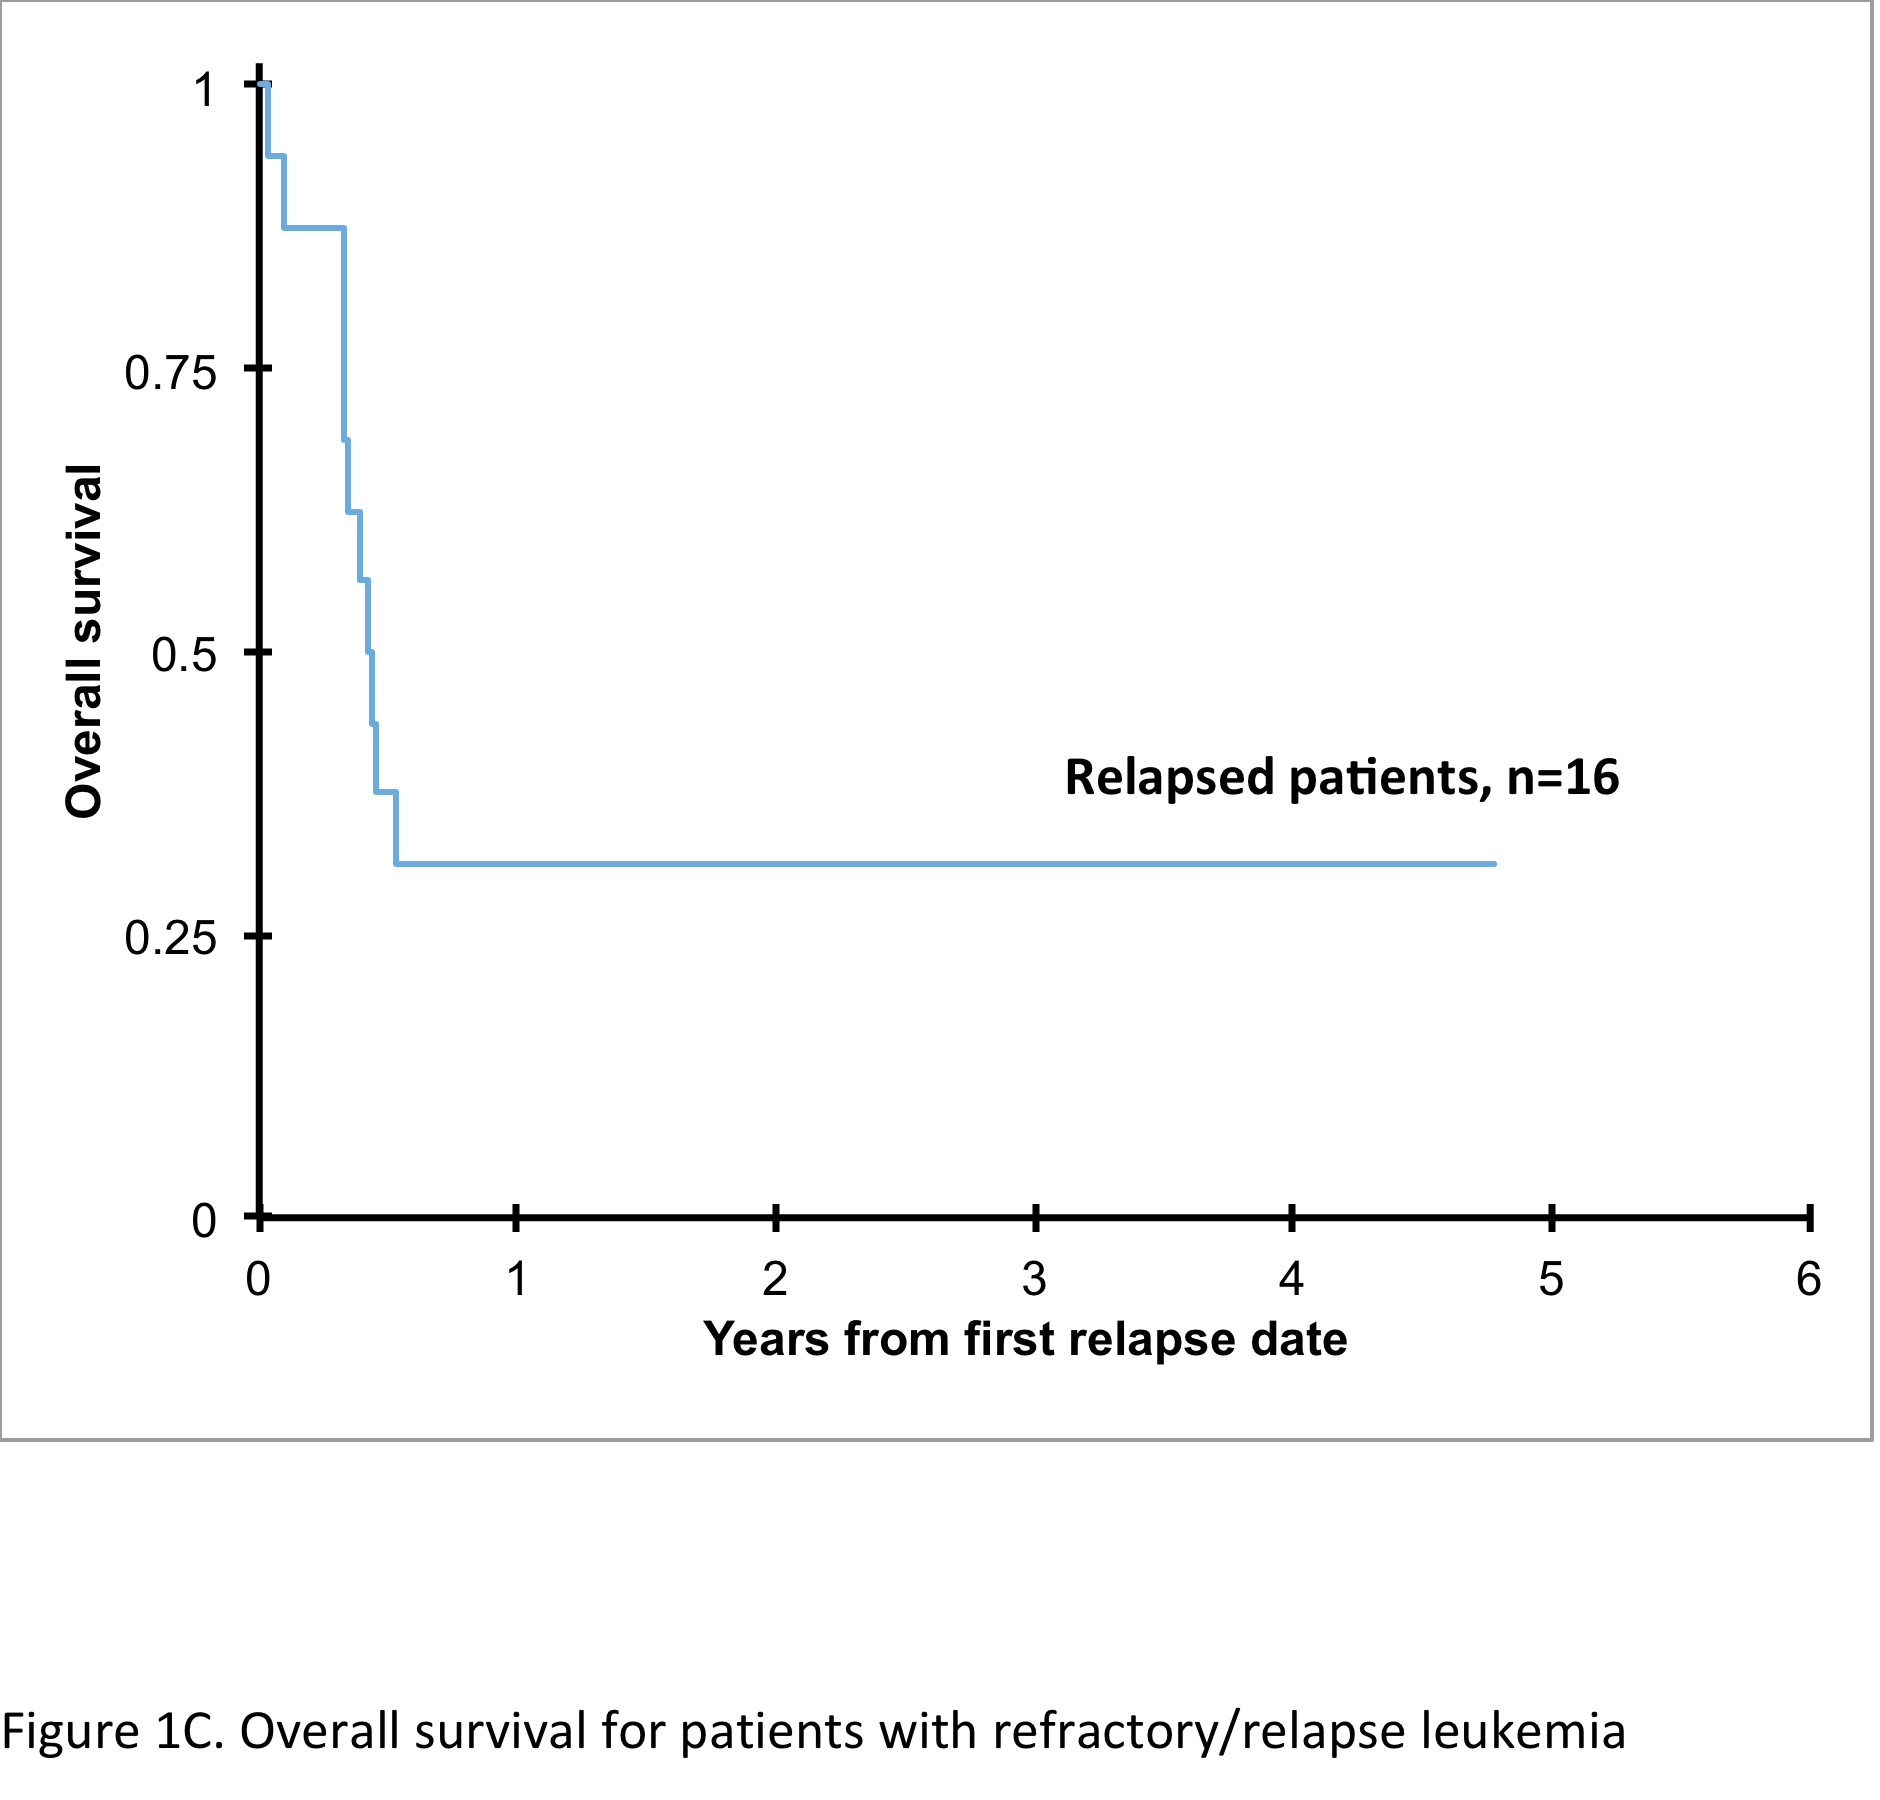 1
0.75
0.5
0.25
0
Overall survival
Relapsed patients, n=16
0 1 2 3 4 5 6
Years from first relapse date
Figure 1C. Overall survival for patients with refractory/relapse leukemia